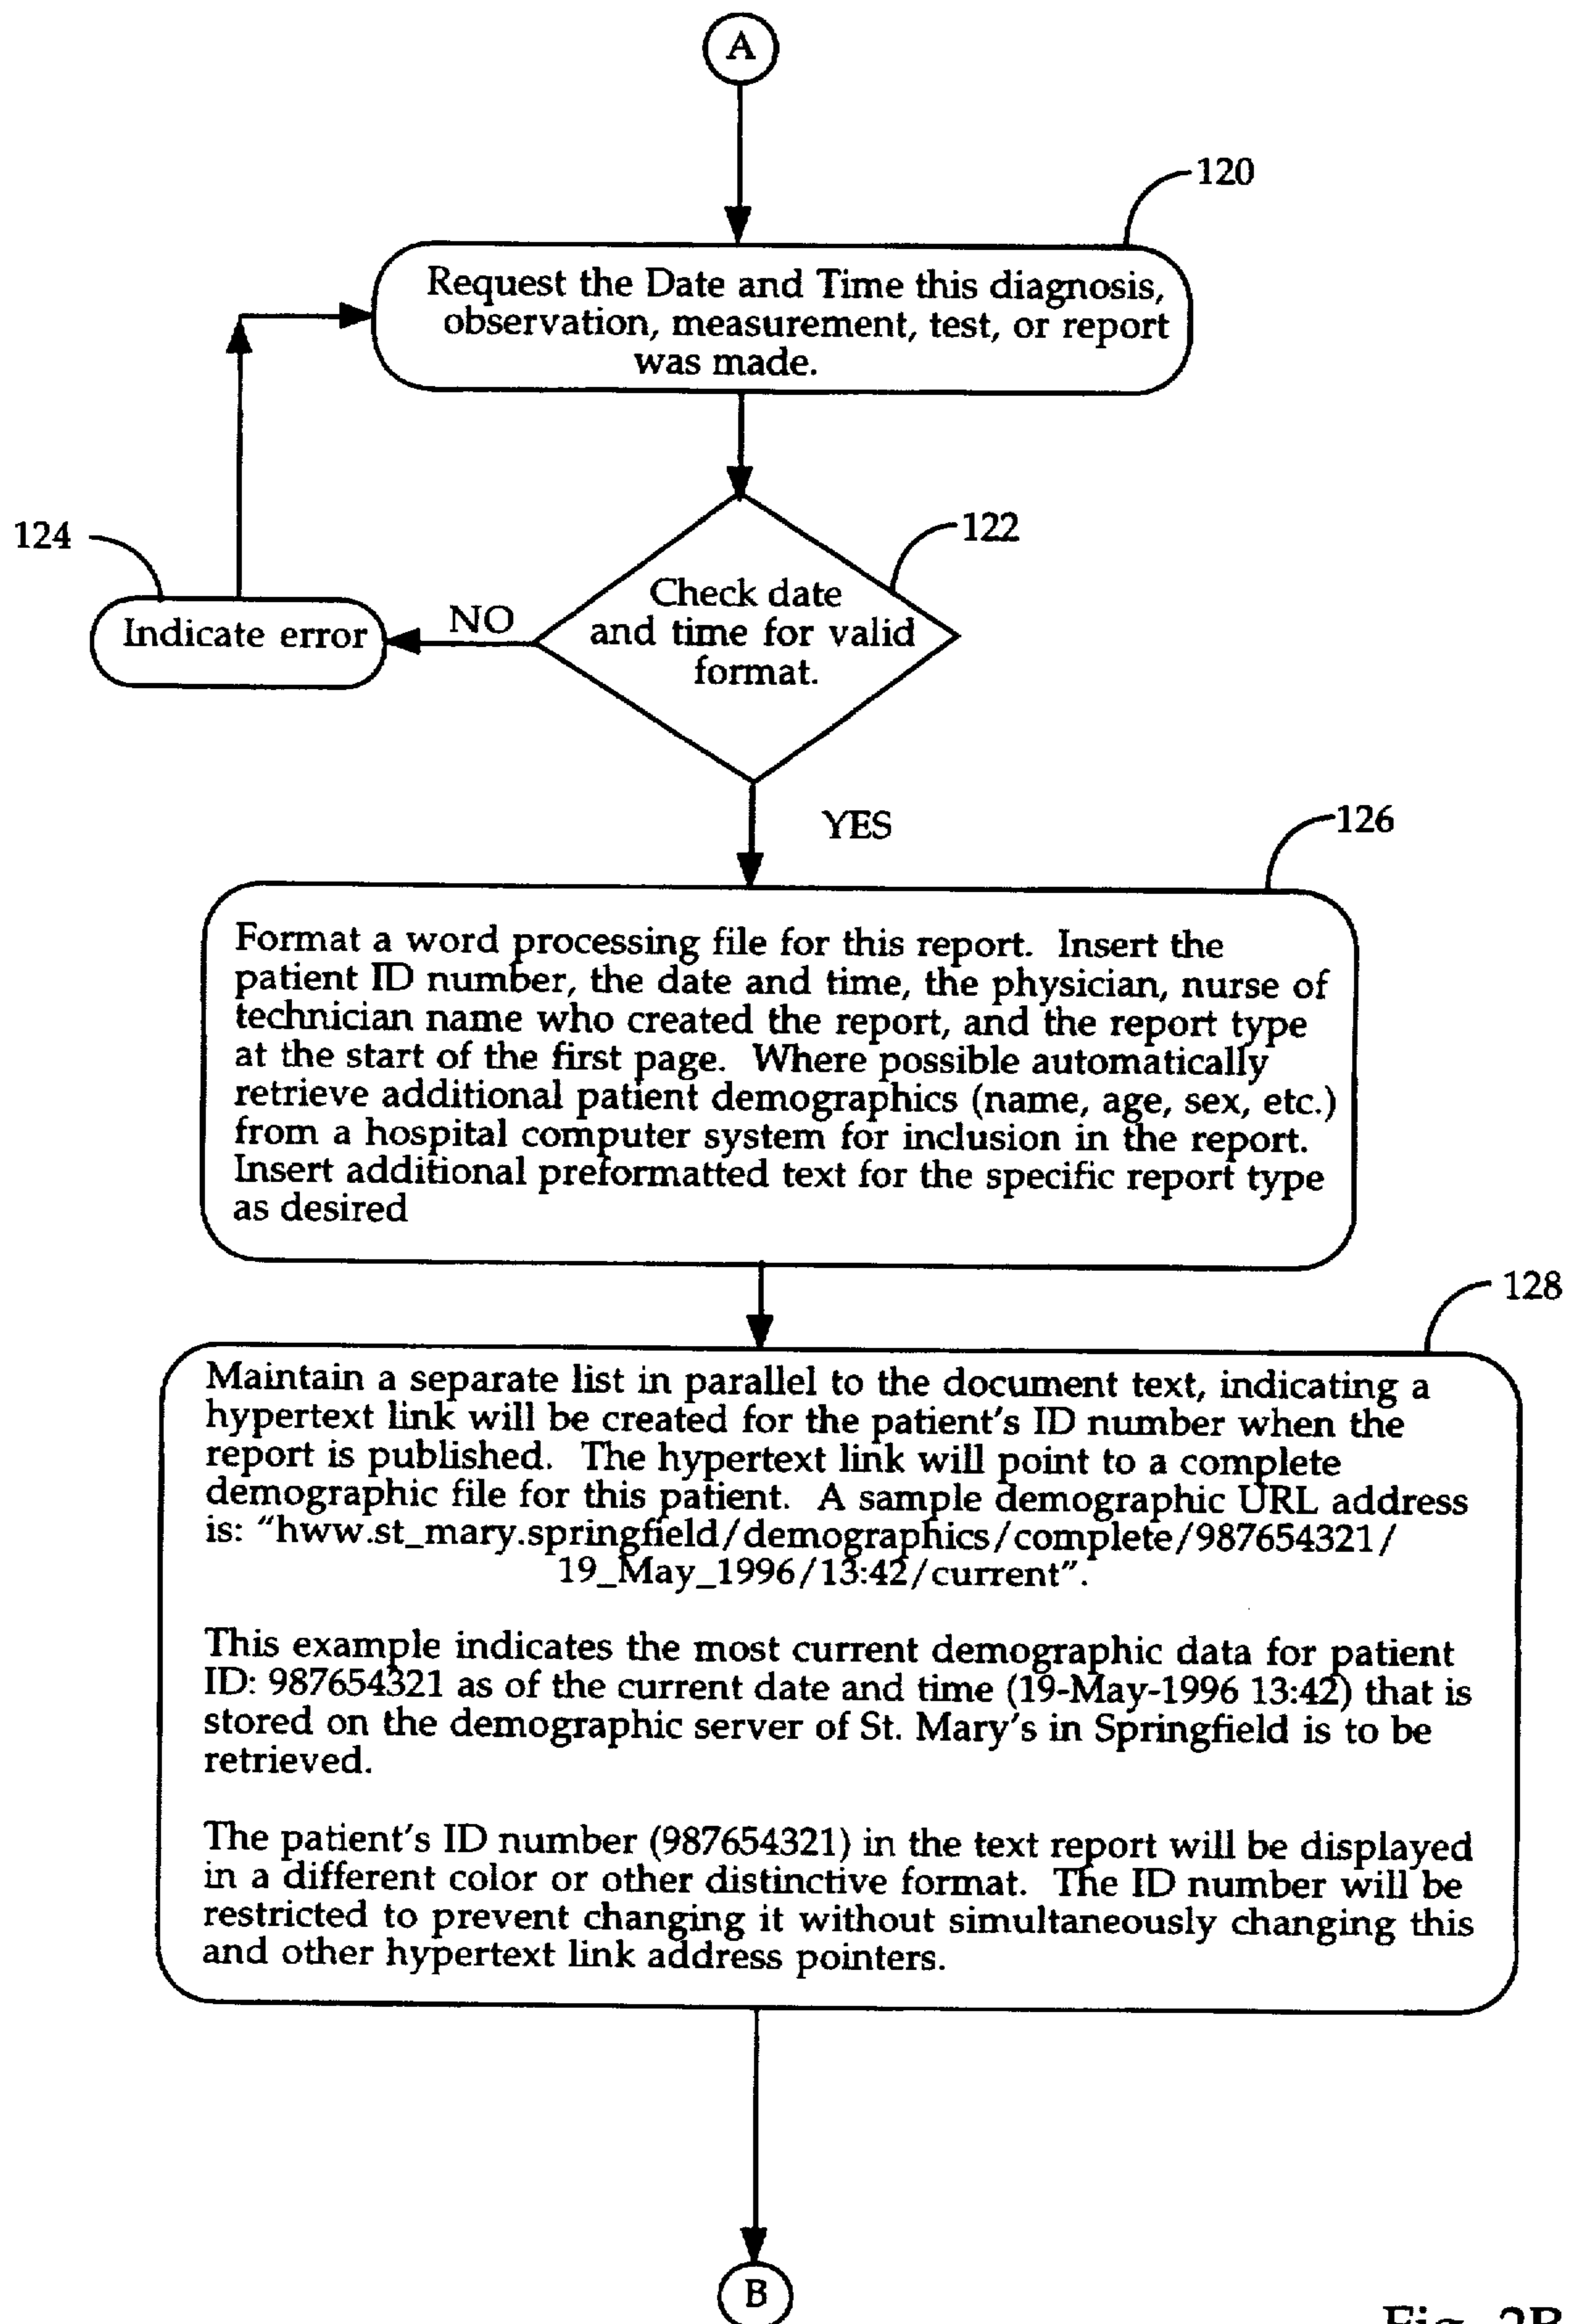 A
120
Request the Date and Time this diagnosis,
observation, measurement, test, or report
was made.
124
122
Check date
and time for valid
format.
NO
Indicate error
YES
126
Format a word processing file for this report. Insert the
patient ID number, the date and time, the physician, nurse of
technician name who created the report, and the report type
at the start of the first page. Where possible automatically
retrieve additional patient demographics (name, age, sex, etc.)
from a hospital computer system for inclusion in the report.
Insert additional preformatted text for the specific report type
as desired
128
Maintain a separate list in parallel to the document text, indicating a
hypertext link will be created for the patient's ID number when the
report is published. The hypertext link will point to a complete
demographic file for this patient. A sample demographic URL address
is: "hww.st_mary.springfield/demographics/complete/987654321/
19_May_1996/13:42/current".
This example indicates the most current demographic data for patient
ID: 987654321 as of the current date and time (19-May-1996 13:42) that is
stored on the demographic server of St. Mary's in Springfield is to be
retrieved.
The patient's ID number (987654321) in the text report will be displayed
in a different color or other distinctive format. The ID number will be
restricted to prevent changing it without simultaneously changing this
and other hypertext link address pointers.
B
Fig. 2B